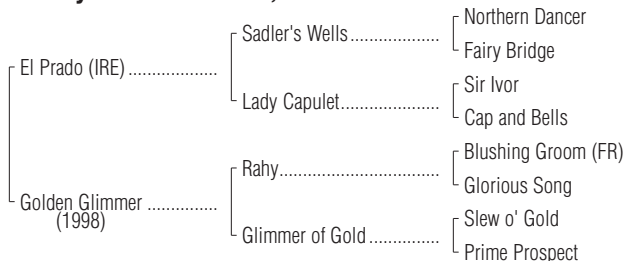 Northern Dancer
Sadler's Wells....................
Fairy Bridge
El Prado (IRE) ....................
Sir Ivor
Lady Capulet......................
Cap and Bells
Blushing Groom (FR)
Rahy...................................
Glorious Song
Golden Glimmer ...............
(1998)
Slew o' Gold
Glimmer of Gold...............
Prime Prospect